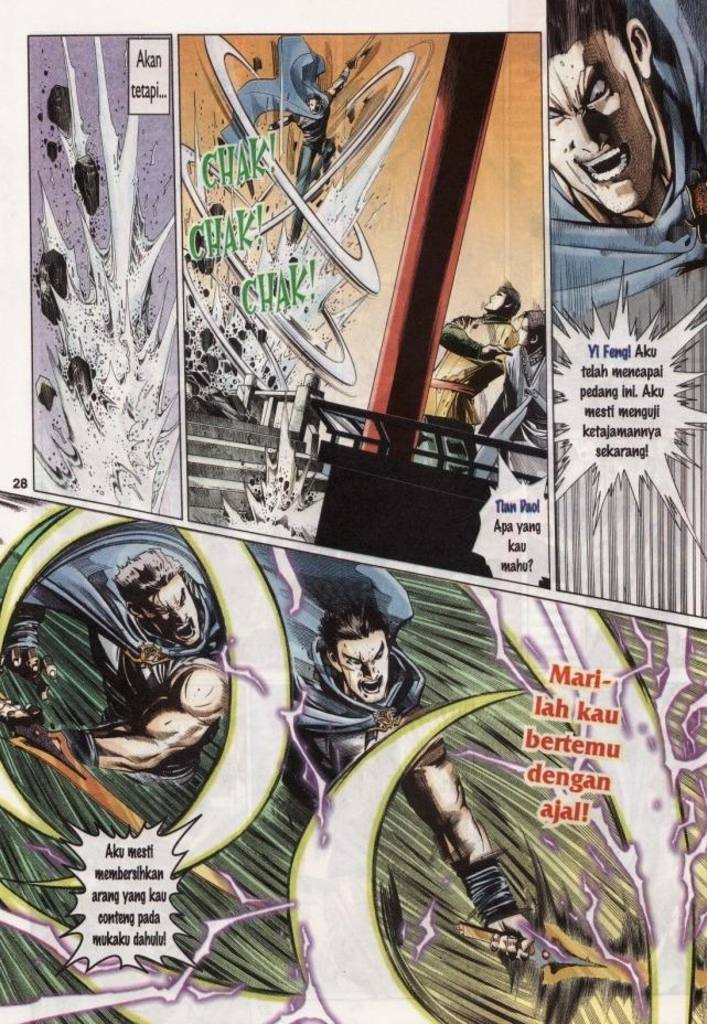 Akan
tetapi...
CHAK!
CHAK!
CHAK!
Tian Dao!
Apa yang
kau
mahu?
Yi Feng! Aku
telah mencapai
pedang ini. Aku
mesti menguji
ketajamannya
sekarang!
28
Aku mesti
membersihkan
arang yang kau
conteng pada
mukaku dahulu!
Mari-
lah kau
bertemu
dengan
ajal!